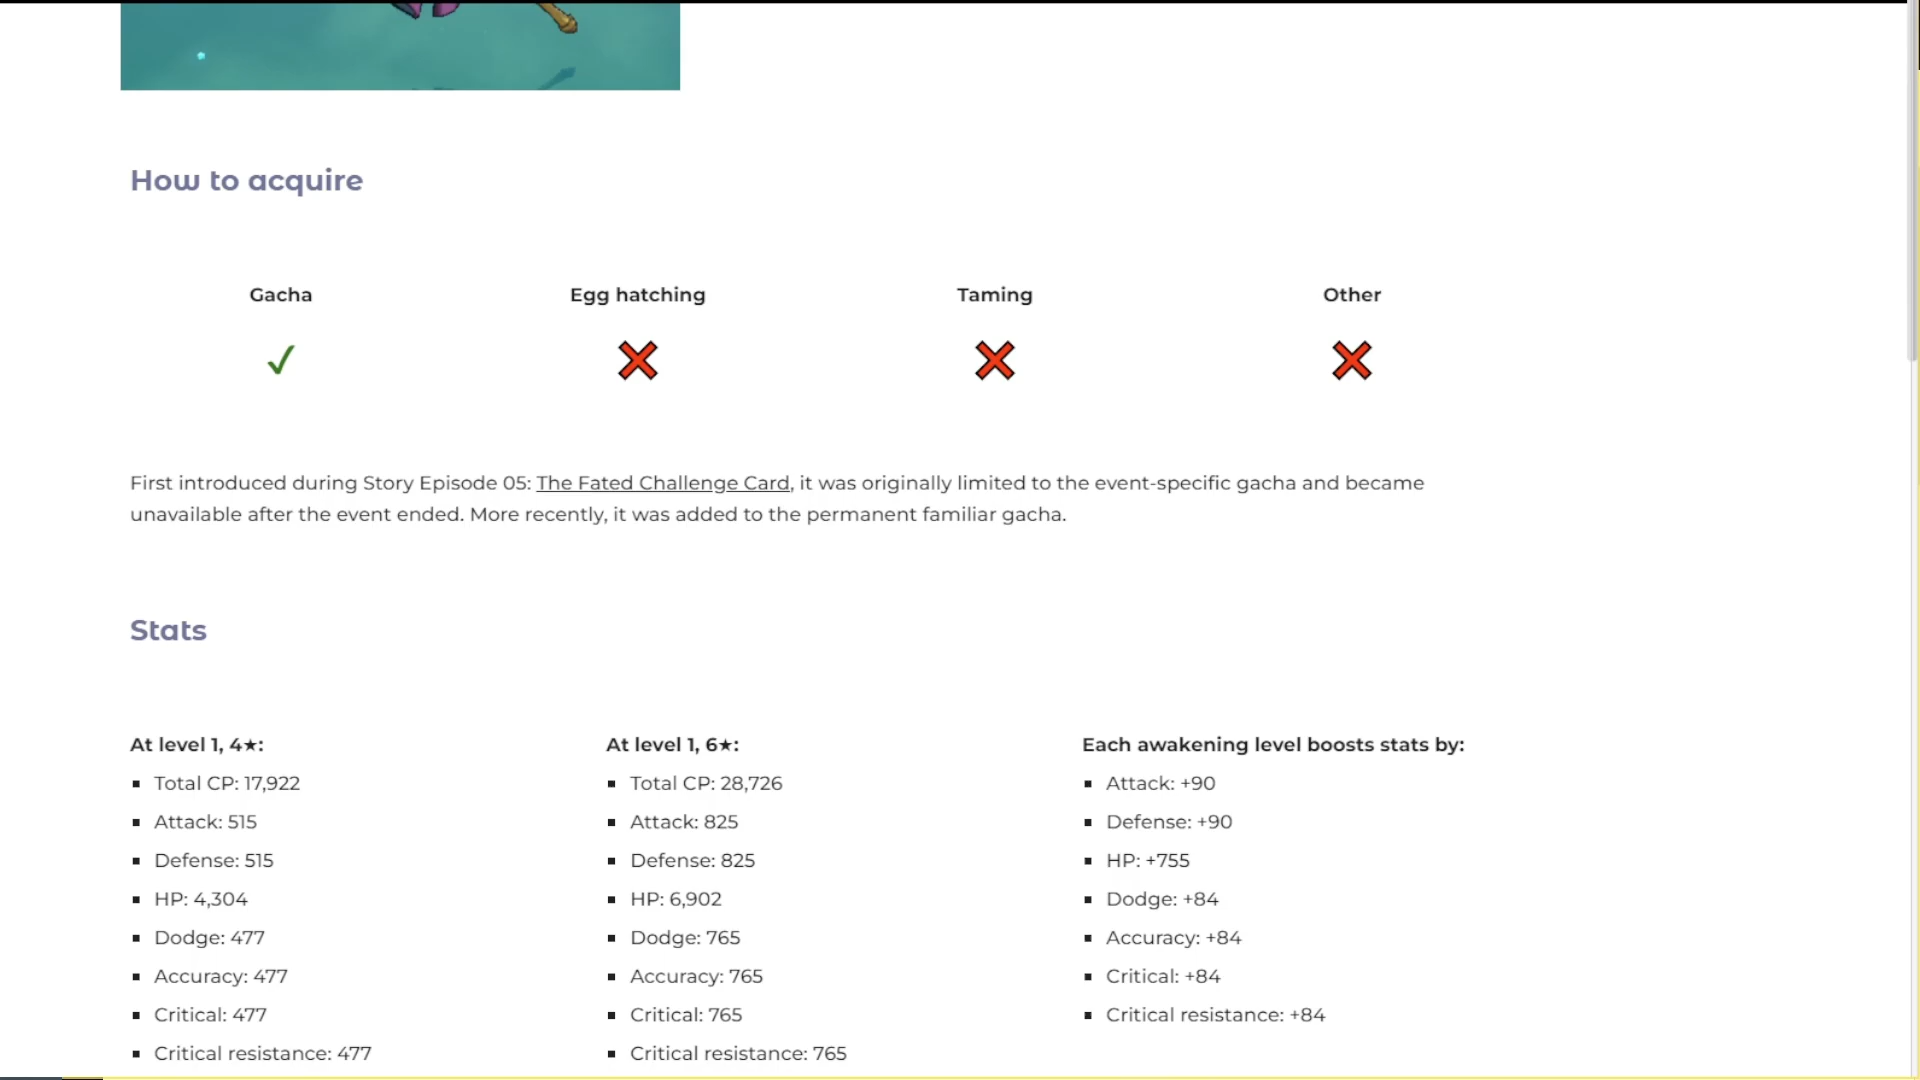 How to acquire
Gacha
Egg hatching
Taming
Other
First introduced during Story Episode 05: The Fated Challenge Card, it was originally limited to the event-specific gacha and became
unavailable after the event ended. More recently, it was added to the permanent familiar gacha.
Stats
At level 1, 4★:
Total CP: 17,922
Attack: 515
Defense: 515
HP: 4,304
Dodge: 477
Accuracy: 477
Critical: 477
Critical resistance: 477
At level 1, 6★:
Total CP: 28,726
Attack: 825
Defense: 825
HP: 6,902
Dodge: 765
Accuracy: 765
Critical: 765
Critical resistance: 765
Each awakening level boosts stats by:
Attack: +90
Defense: +90
HP: +755
Dodge: +84
Accuracy: +84
Critical: +84
Critical resistance: +84